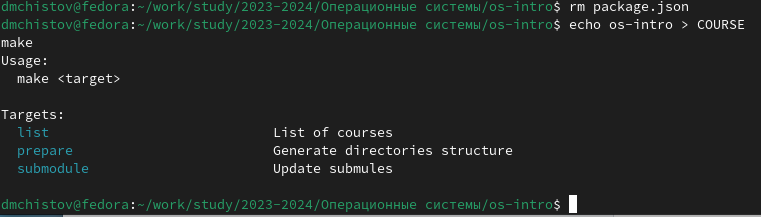 dmchistov@fedora:~/work/study/2023-2024/Операционные системы/os-intro$ rm package.json
dmchistov@fedora:~/work/study/2023-2024/Операционные системы/os-intro$ echo os-intro > COURSE
make
Usage:
  make <target>

Targets:
  list                         List of courses
  prepare                      Generate directories structure
  submodule                    Update submules

dmchistov@fedora:~/work/study/2023-2024/Операционные системы/os-intro$